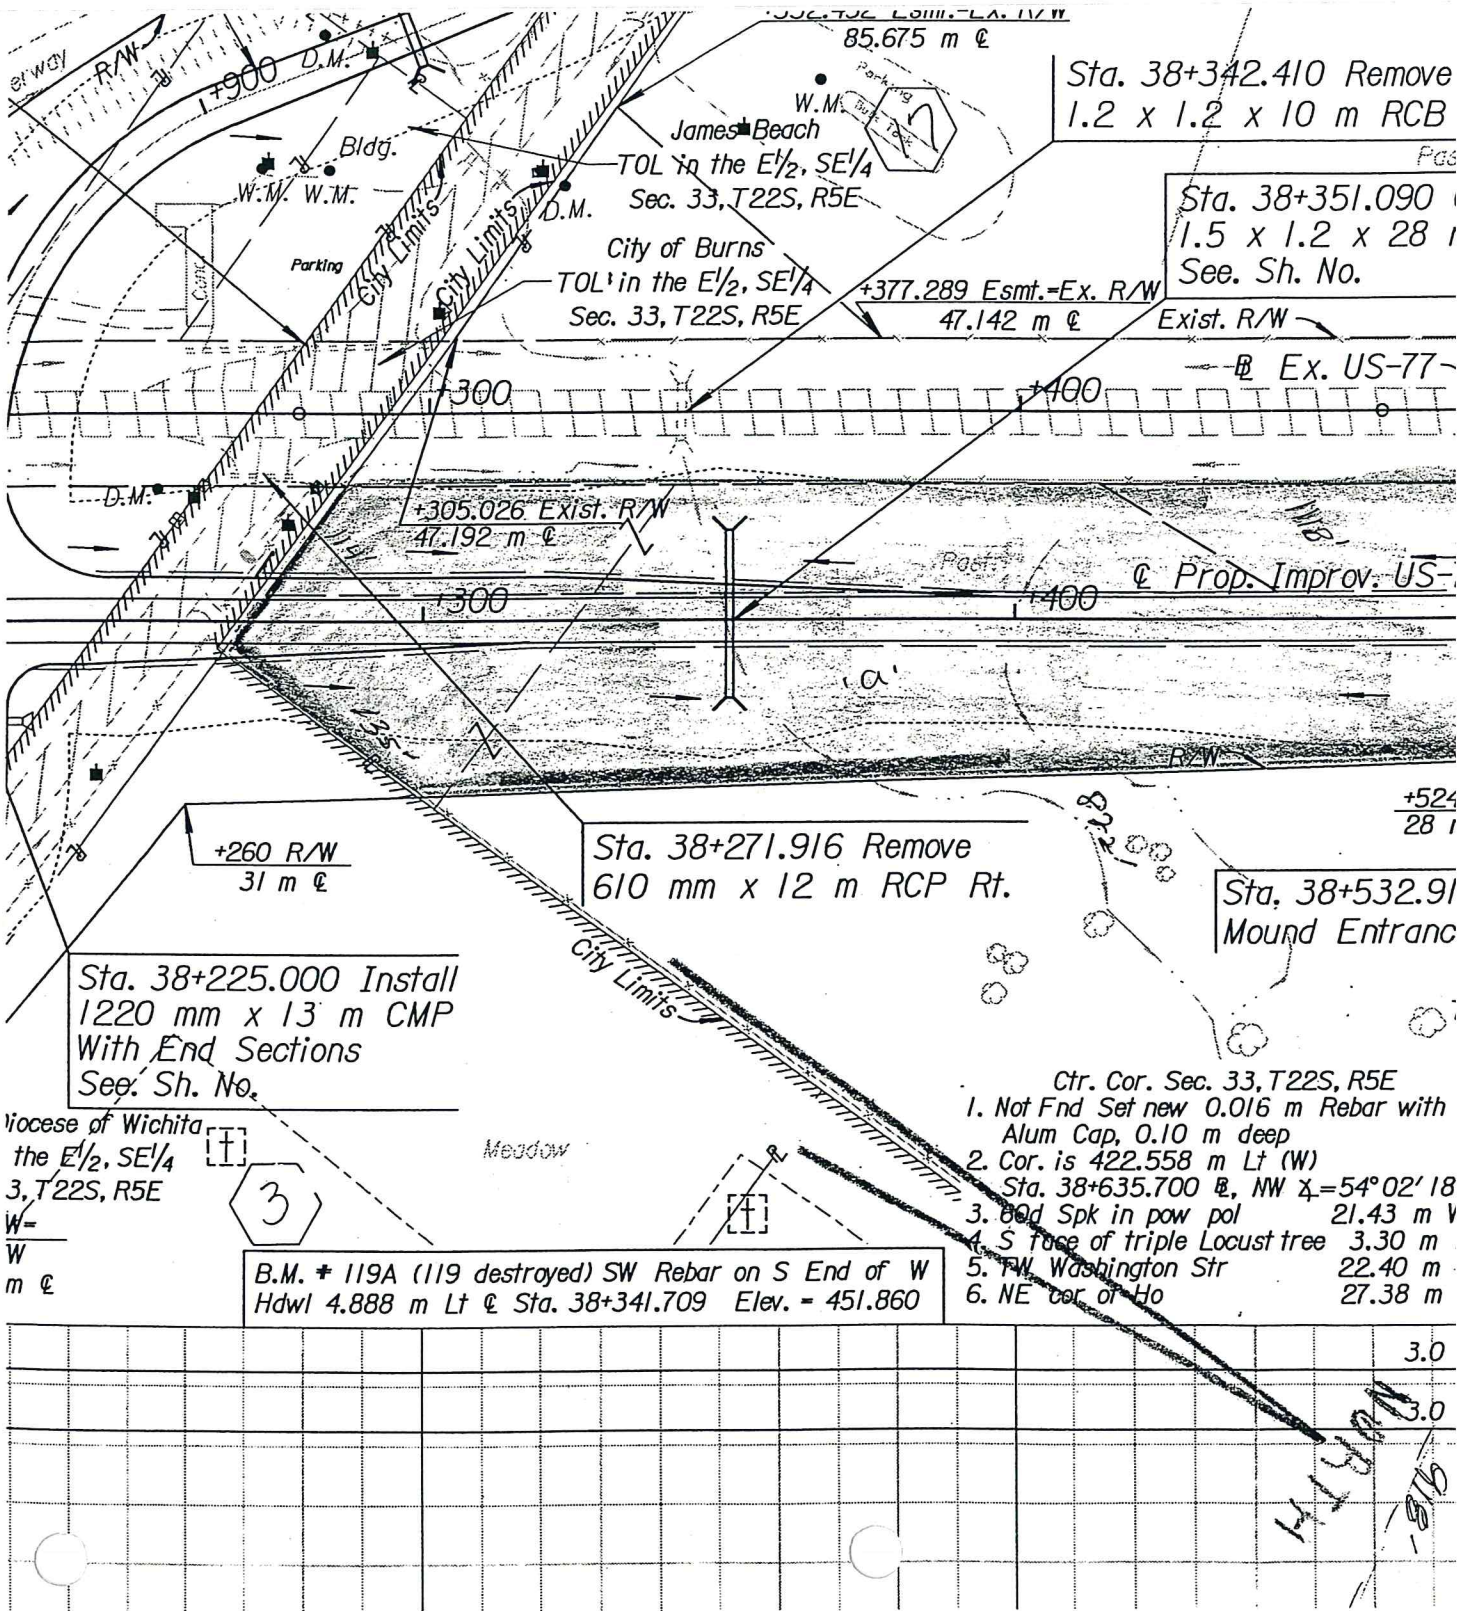 85.675 m ℄
Sta. 38+342.410 Remove
1.2 x 1.2 x 10 m RCB
erway
R/W
+900
D.M.
W.M.
Parking
27
James Beach
TOL in the E1/2, SE1/4
Sec. 33, T22S, R5E
Bldg.
W.M. W.M.
D.M.
Sta. 38+351.090
1.5 x 1.2 x 28
See. Sh. No.
City Limits
City Limits
Parking
City of Burns
TOL in the E1/2, SE1/4
Sec. 33, T22S, R5E
+377.289 Esmt.=Ex. R/W
47.142 m ℄
Exist. R/W
Ex. US-77
+300
+400
D.M.
+305.026 Exist. R/W
47.192 m ℄
141'
1118'
Past.
℄ Prop. Improv. US-
+300
+400
'a'
135'
R/W
822'
+260 R/W
31 m ℄
Sta. 38+271.916 Remove
610 mm x 12 m RCP Rt.
+524
28
Sta. 38+532.91
Mound Entranc
City Limits
Sta. 38+225.000 Install
1220 mm x 13 m CMP
With End Sections
See. Sh. No.
iocese of Wichita
the E1/2, SE1/4
3, T22S, R5E
W=
W
m ℄
3
Meadow
Ctr. Cor. Sec. 33, T22S, R5E
1. Not Fnd Set new 0.016 m Rebar with
Alum Cap, 0.10 m deep
2. Cor. is 422.558 m Lt (W)
Sta. 38+635.700 , NW =54°02'18
3. 60d Spk in pow pol 21.43 m W
4. S face of triple Locust tree 3.30 m
5. FW Washington Str 22.40 m
6. NE cor of Ho 27.38 m
B.M. # 119A (119 destroyed) SW Rebar on S End of W
Hdwl 4.888 m Lt ℄ Sta. 38+341.709 Elev. = 451.860
3.0
3.0
NORTH